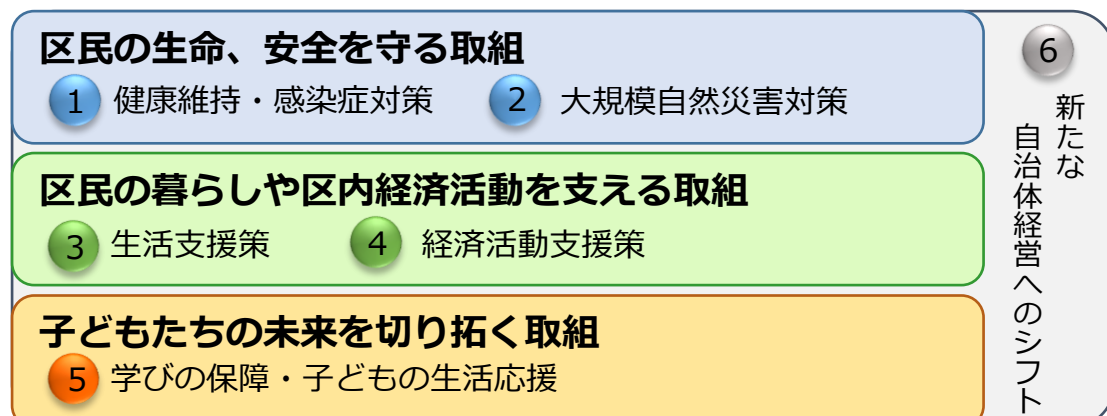 区民の生命、安全を守る取組
1 健康維持・感染症対策 2 大規模自然災害対策
区民の暮らしや区内経済活動を支える取組
3 生活支援策 4 経済活動支援策
子どもたちの未来を切り拓く取組
5 学びの保障・子どもの生活応援
6
新たな
自治体経営へのシフト